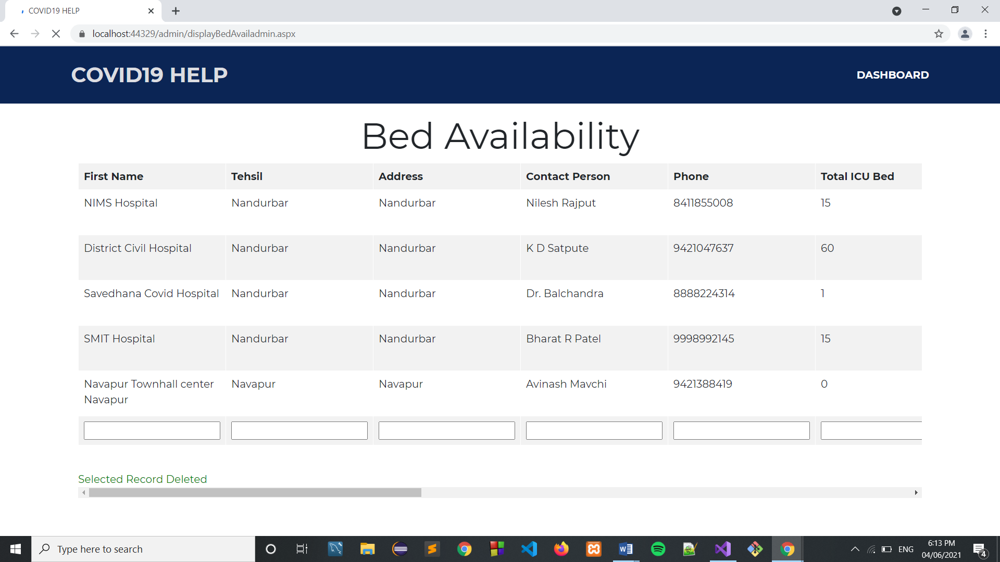 COVID19 HELP
localhost:44329/admin/displayBedAvailadmin.aspx
COVID19 HELP
DASHBOARD
Bed Availability
First Name Tehsil Address Contact Person Phone Total ICU Bed
NIMS Hospital Nandurbar Nandurbar Nilesh Rajput 8411855008 15
District Civil Hospital Nandurbar Nandurbar K D Satpute 9421047637 60
Savedhana Covid Hospital Nandurbar Nandurbar Dr. Balchandra 8888224314 1
SMIT Hospital Nandurbar Nandurbar Bharat R Patel 9998992145 15
Navapur Townhall center Navapur Navapur Avinash Mavchi 9421388419 0
Navapur
Selected Record Deleted
Type here to search
ENG
6:13 PM
04/06/2021
4